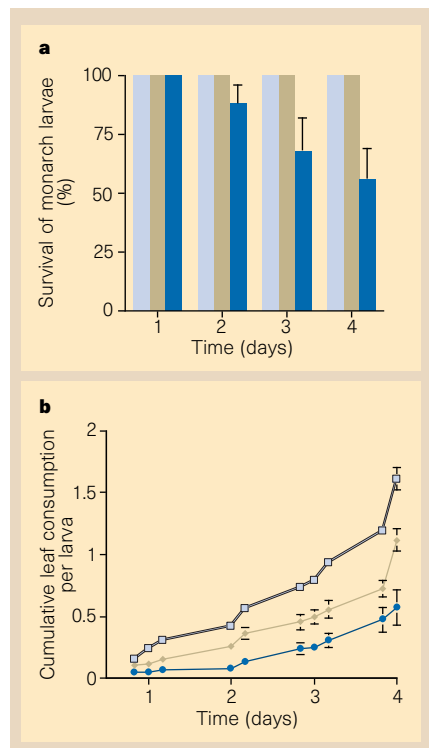 a
Survival of monarch larvae
(%)
100
75
50
25
0
1 2 3 4
Time (days)
b
Cumulative leaf consumption
per larva
2
1.5
1
0.5
0
1 2 3 4
Time (days)